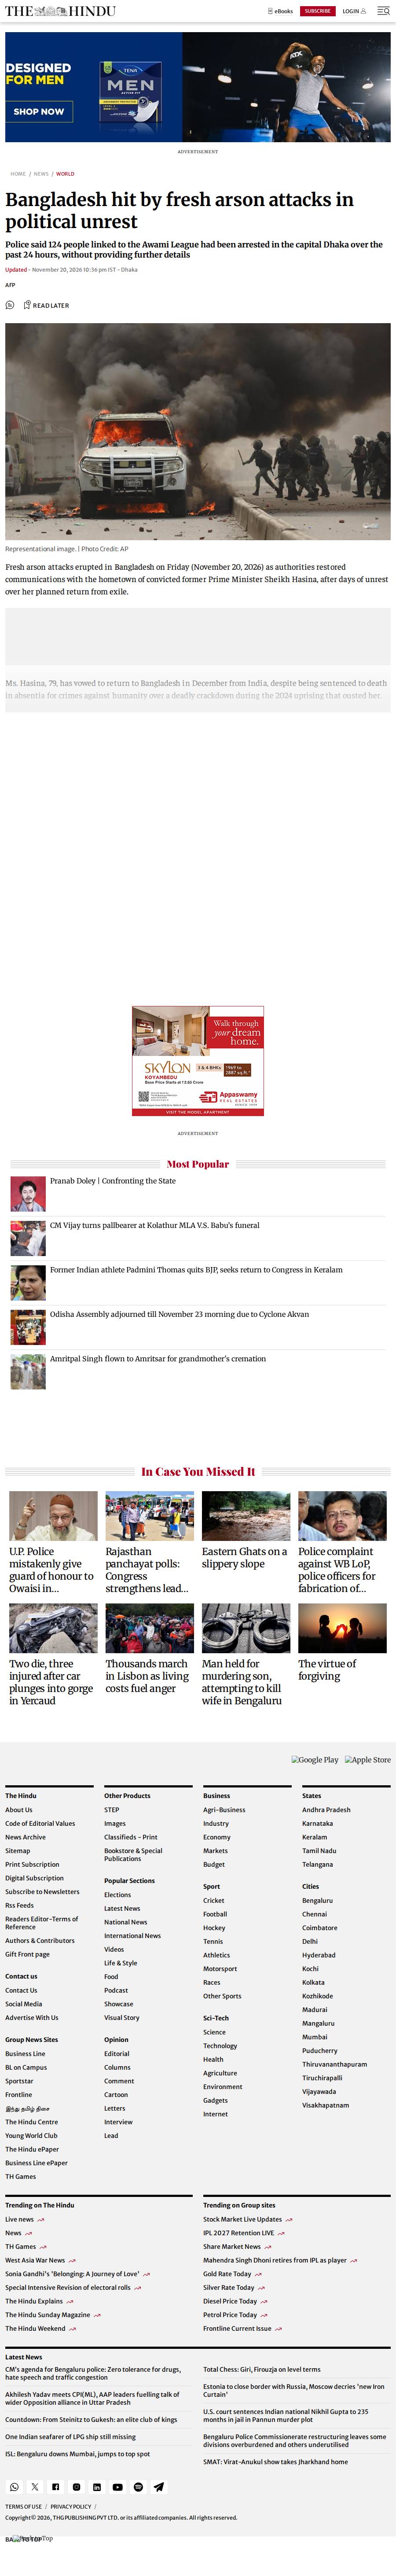 THE HINDU
eBooks
SUBSCRIBE
LOGIN
DESIGNED
FOR MEN
SHOP NOW
MEN
ACTIVE FIT
ADVERTISEMENT
HOME / NEWS / WORLD
Bangladesh hit by fresh arson attacks in
political unrest
Police said 124 people linked to the Awami League had been arrested in the capital Dhaka over the
past 24 hours, without providing further details
Updated - November 20, 2026 10:36 pm IST - Dhaka
AFP
READ LATER
Representational image. | Photo Credit: AP
Fresh arson attacks erupted in Bangladesh on Friday (November 20, 2026) as authorities restored
communications with the hometown of convicted former Prime Minister Sheikh Hasina, after days of unrest
over her planned return from exile.
Ms. Hasina, 79, has vowed to return to Bangladesh in December from India, despite being sentenced to death
in absentia for crimes against humanity over a deadly crackdown during the 2024 uprising that ousted her.
Walk through
your dream
home.
SKYLON
KOYAMBEDU
3 & 4 BHKs
1969 to
2887 sq.ft.
Base Price Starts at ₹3.60 Crore
Appaswamy
REAL ESTATES
VISIT THE MODEL APARTMENT
ADVERTISEMENT
Most Popular
Pranab Doley | Confronting the State
CM Vijay turns pallbearer at Kolathur MLA V.S. Babu's funeral
Former Indian athlete Padmini Thomas quits BJP, seeks return to Congress in Keralam
Odisha Assembly adjourned till November 23 morning due to Cyclone Akvan
Amritpal Singh flown to Amritsar for grandmother's cremation
In Case You Missed It
U.P. Police
mistakenly give
guard of honour to
Owaisi in...
Rajasthan
panchayat polls:
Congress
strengthens lead...
Eastern Ghats on a
slippery slope
Police complaint
against WB LoP,
police officers for
fabrication of...
Two die, three
injured after car
plunges into gorge
in Yercaud
Thousands march
in Lisbon as living
costs fuel anger
Man held for
murdering son,
attempting to kill
wife in Bengaluru
The virtue of
forgiving
Google Play
Apple Store
The Hindu
About Us
Code of Editorial Values
News Archive
Sitemap
Print Subscription
Digital Subscription
Subscribe to Newsletters
Rss Feeds
Readers Editor-Terms of
Reference
Authors & Contributors
Gift Front page
Contact us
Contact Us
Social Media
Advertise With Us
Group News Sites
Business Line
BL on Campus
Sportstar
Frontline
இந்து தமிழ் திசை
The Hindu Centre
Young World Club
The Hindu ePaper
Business Line ePaper
TH Games
Other Products
STEP
Images
Classifieds - Print
Bookstore & Special
Publications
Popular Sections
Elections
Latest News
National News
International News
Videos
Life & Style
Food
Podcast
Showcase
Visual Story
Opinion
Editorial
Columns
Comment
Cartoon
Letters
Interview
Lead
Business
Agri-Business
Industry
Economy
Markets
Budget
Sport
Cricket
Football
Hockey
Tennis
Athletics
Motorsport
Races
Other Sports
Sci-Tech
Science
Technology
Health
Agriculture
Environment
Gadgets
Internet
States
Andhra Pradesh
Karnataka
Keralam
Tamil Nadu
Telangana
Cities
Bengaluru
Chennai
Coimbatore
Delhi
Hyderabad
Kochi
Kolkata
Kozhikode
Madurai
Mangaluru
Mumbai
Puducherry
Thiruvananthapuram
Tiruchirapalli
Vijayawada
Visakhapatnam
Trending on The Hindu
Live news
News
TH Games
West Asia War News
Sonia Gandhi's 'Belonging: A Journey of Love'
Special Intensive Revision of electoral rolls
The Hindu Explains
The Hindu Sunday Magazine
The Hindu Weekend
Trending on Group sites
Stock Market Live Updates
IPL 2027 Retention LIVE
Share Market News
Mahendra Singh Dhoni retires from IPL as player
Gold Rate Today
Silver Rate Today
Diesel Price Today
Petrol Price Today
Frontline Current Issue
Latest News
CM's agenda for Bengaluru police: Zero tolerance for drugs,
hate speech and traffic congestion
Akhilesh Yadav meets CPI(ML), AAP leaders fuelling talk of
wider Opposition alliance in Uttar Pradesh
Countdown: From Steinitz to Gukesh: an elite club of kings
One Indian seafarer of LPG ship still missing
ISL: Bengaluru downs Mumbai, jumps to top spot
Total Chess: Giri, Firouzja on level terms
Estonia to close border with Russia, Moscow decries 'new Iron
Curtain'
U.S. court sentences Indian national Nikhil Gupta to 235
months in jail in Pannun murder plot
Bengaluru Police Commissionerate restructuring leaves some
divisions overburdened and others underutilised
SMAT: Virat-Anukul show takes Jharkhand home
TERMS OF USE / PRIVACY POLICY /
Copyright© 2026, THG PUBLISHING PVT LTD. or its affiliated companies. All rights reserved.
BACK TO TOP